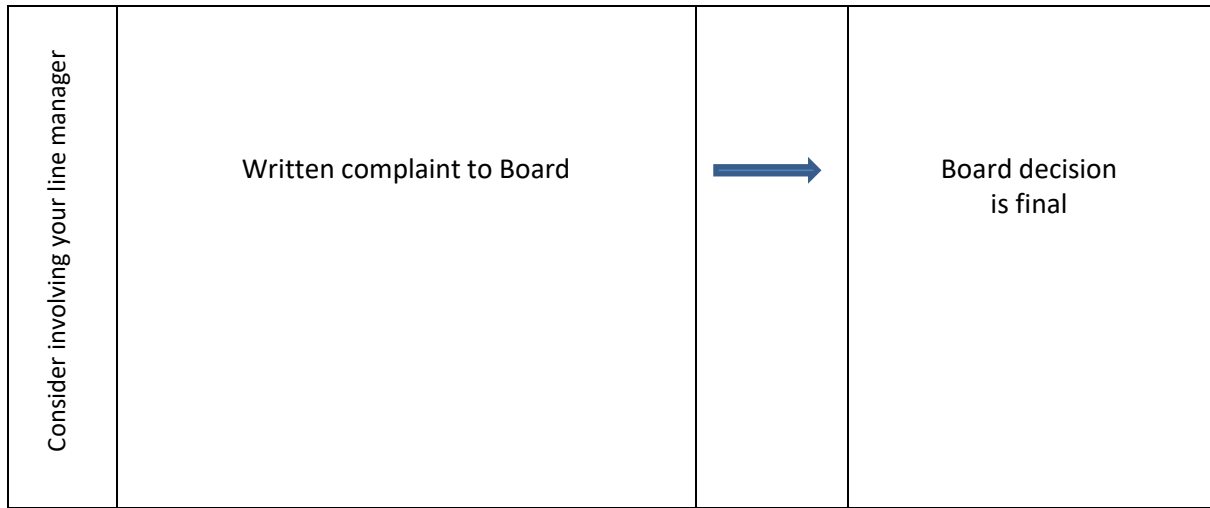 Consider involving your line manager
Written complaint to Board
Board decision
is final